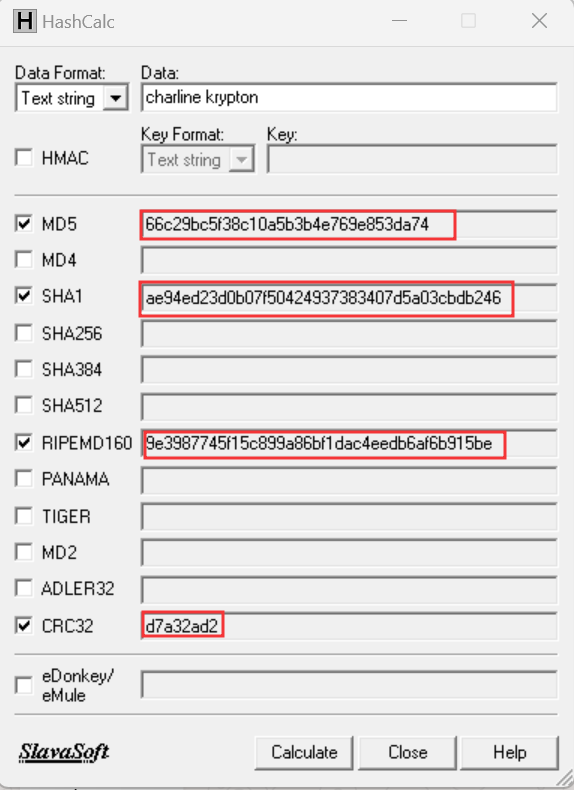 HashCalc
Data Format: Data:
Text string charline krypton
Key Format: Key:
HMAC Text string
MD5 66c29bc5f38c10a5b3b4e769e853da74
MD4
SHA1 ae94ed23d0b07f50424937383407d5a03cbdb246
SHA256
SHA384
SHA512
RIPEMD160 9e3987745f15c899a86bf1dac4eedb6af6b915be
PANAMA
TIGER
MD2
ADLER32
CRC32 d7a32ad2
eDonkey/
eMule
SlavaSoft Calculate Close Help